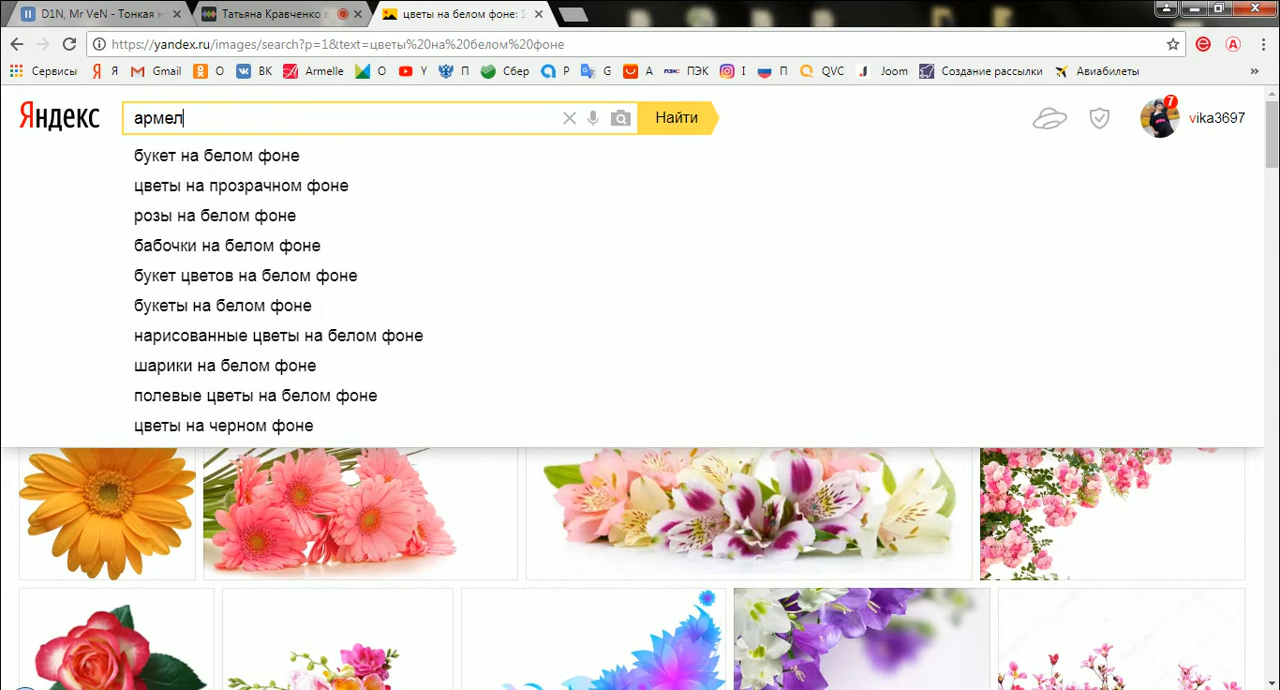 D1N, Mr VeN - Тонкая н
Татьяна Кравченко в
цветы на белом фоне: 1
https://yandex.ru/images/search?p=1&text=цветы%20на%20белом%20фоне
Сервисы Я Gmail О ВК Armelle О Y П Сбер Р G А ПЭК I П QVC Joom Создание рассылки Авиабилеты »
Яндекс армел Найти 7 vika3697
букет на белом фоне
цветы на прозрачном фоне
розы на белом фоне
бабочки на белом фоне
букет цветов на белом фоне
букеты на белом фоне
нарисованные цветы на белом фоне
шарики на белом фоне
полевые цветы на белом фоне
цветы на черном фоне